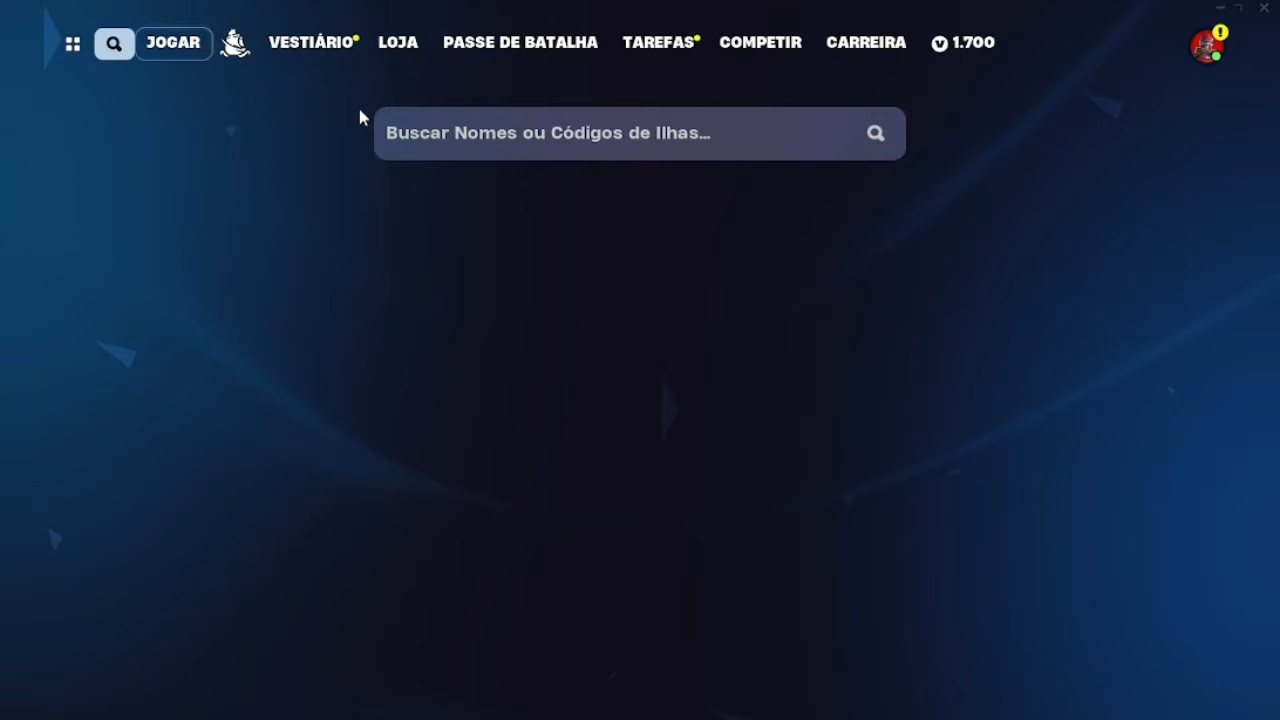 JOGAR VESTIÁRIO LOJA PASSE DE BATALHA TAREFAS COMPETIR CARREIRA 1.700
Buscar Nomes ou Códigos de Ilhas...